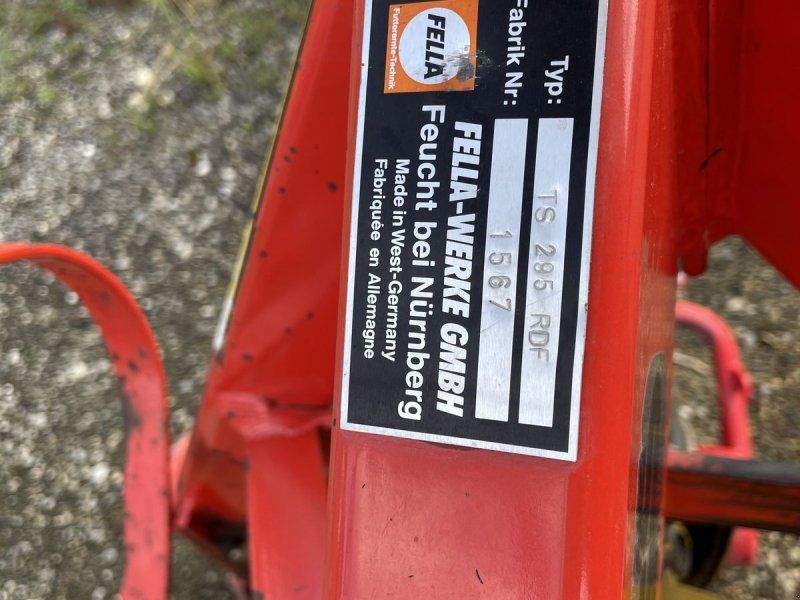 Typ: TS 295 RDF
Fabrik Nr: 1567
FELLA
Futterernte-Technik
FELLA-WERKE GMBH
Feucht bei Nürnberg
Made in West-Germany
Fabriquée en Allemagne